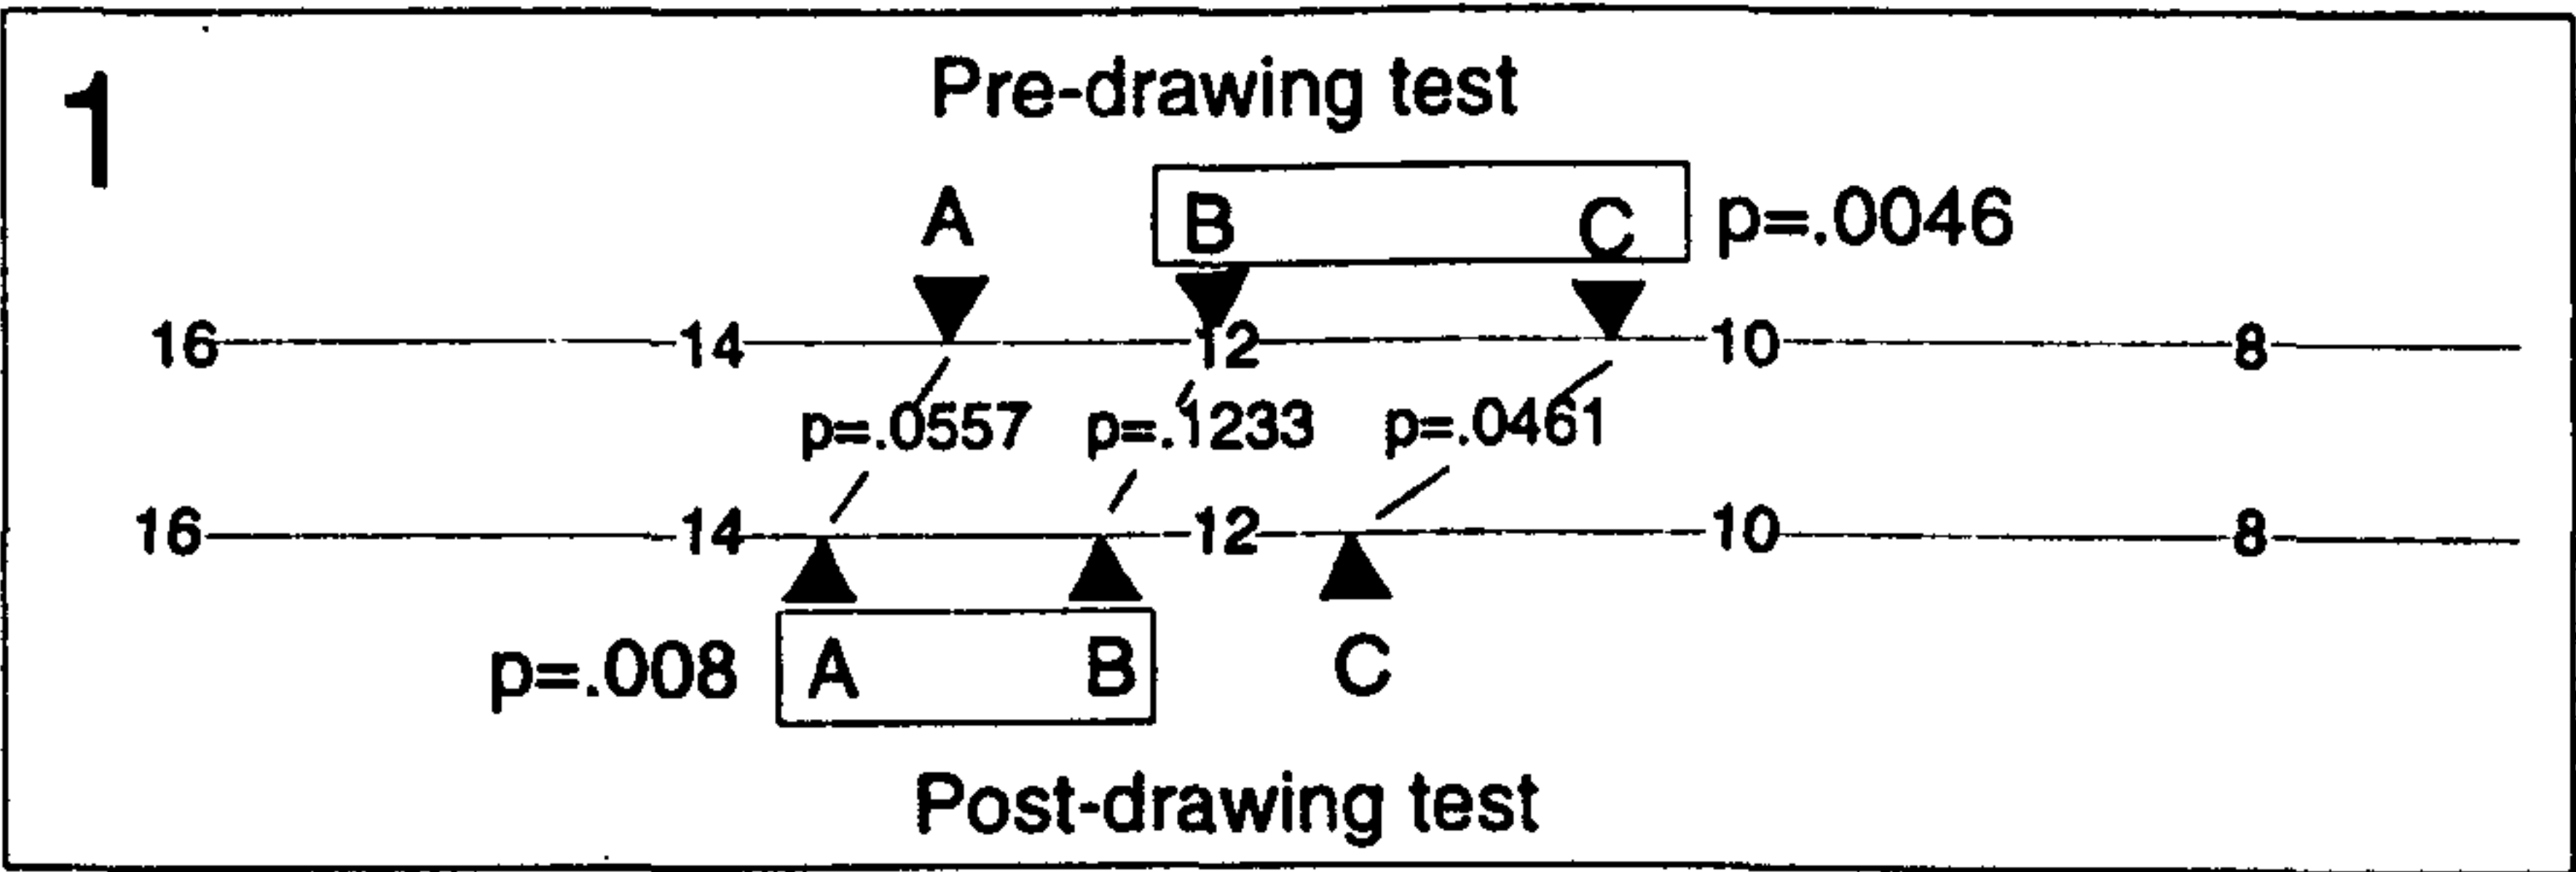 1
Pre-drawing test
A B C p=.0046
16 14 12 10 8
p=.0557 p=.1233 p=.0461
16 14 12 10 8
p=.008 A B C
Post-drawing test